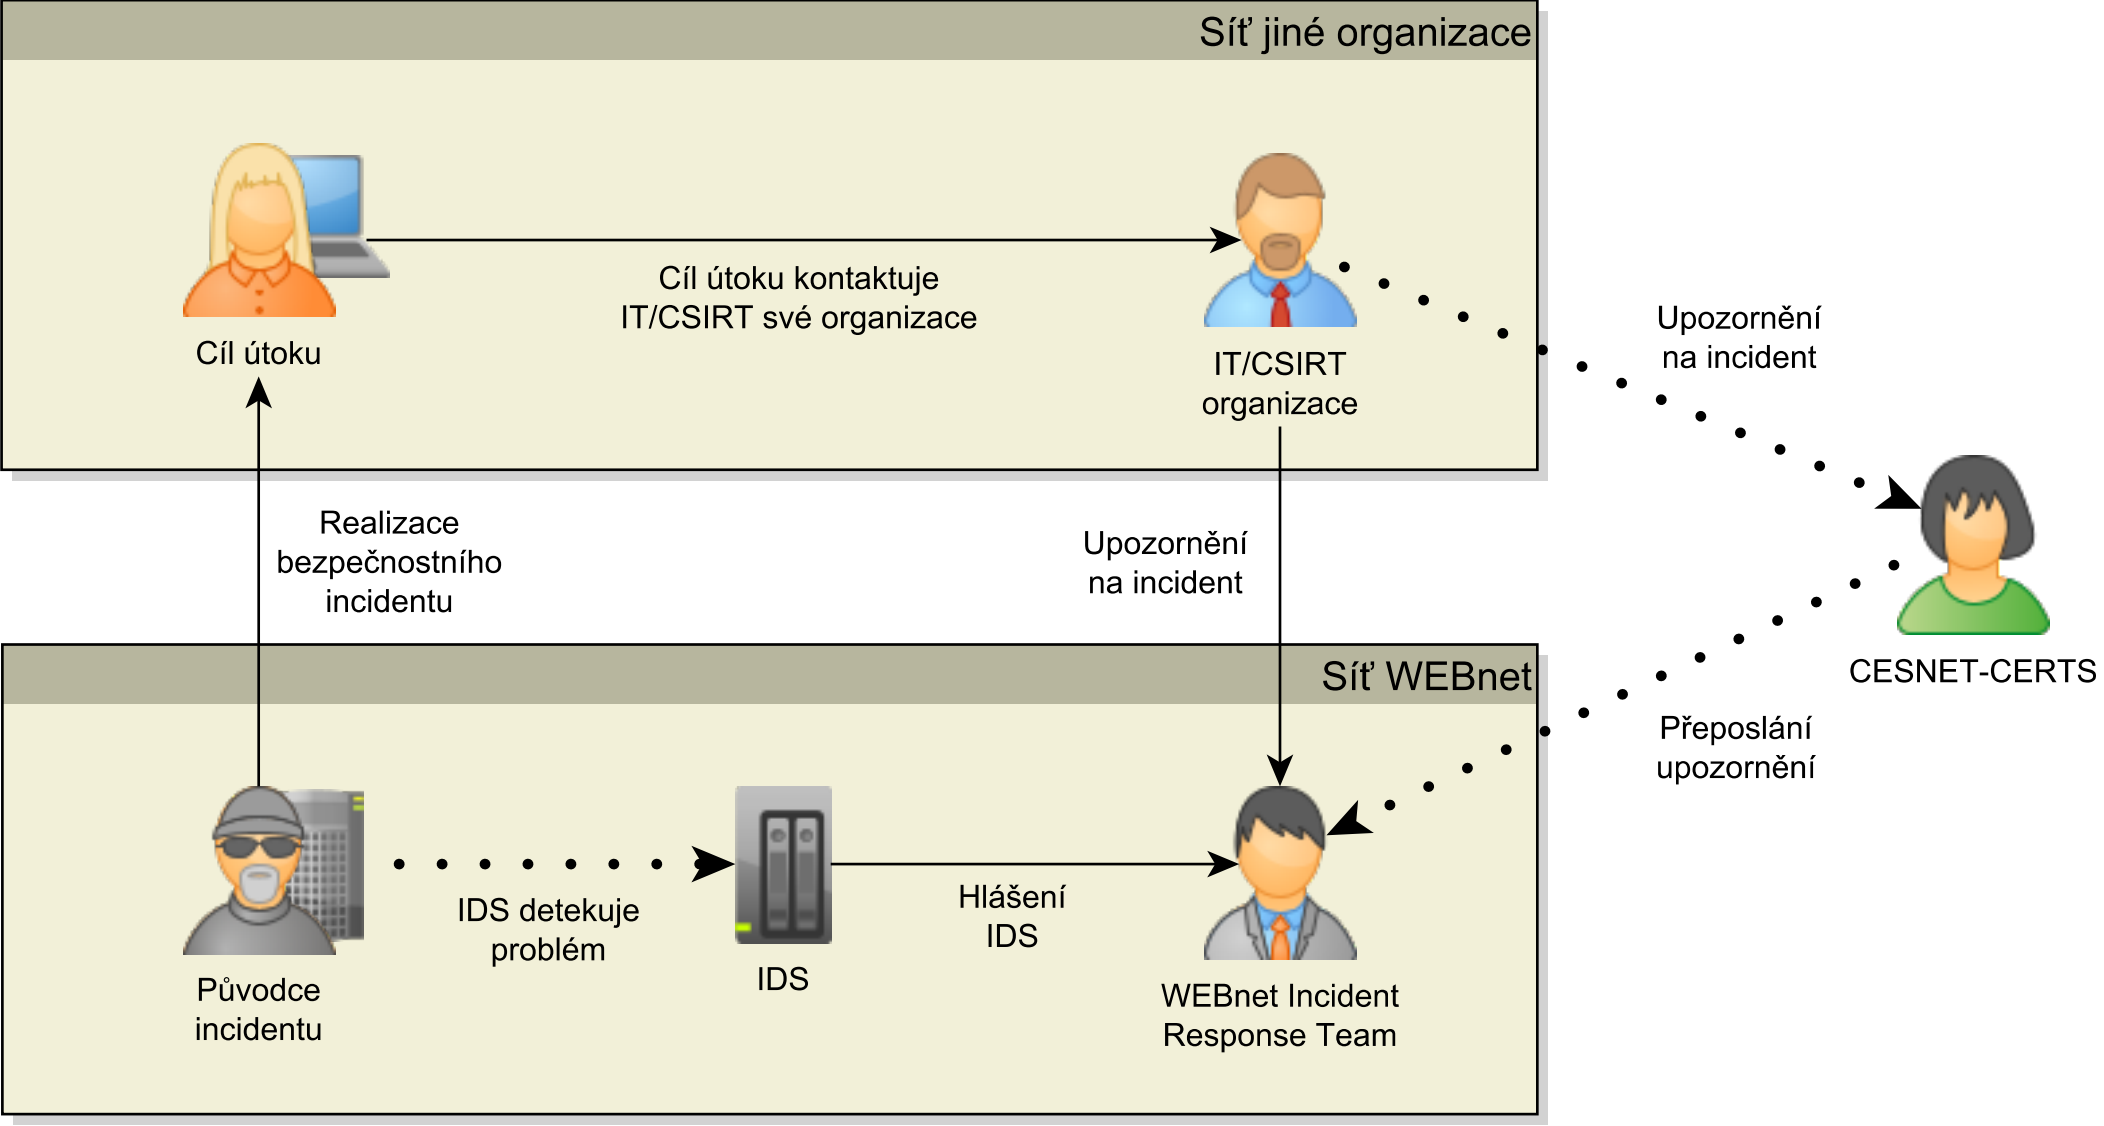 Síť jiné organizace
Cíl útoku kontaktuje
IT/CSIRT své organizace
Cíl útoku
IT/CSIRT
organizace
Upozornění
na incident
Realizace
bezpečnostního
incidentu
Upozornění
na incident
CESNET-CERTS
Síť WEBnet
Přeposlání
upozornění
IDS detekuje
problém
Hlášení
IDS
IDS
Původce
incidentu
WEBnet Incident
Response Team